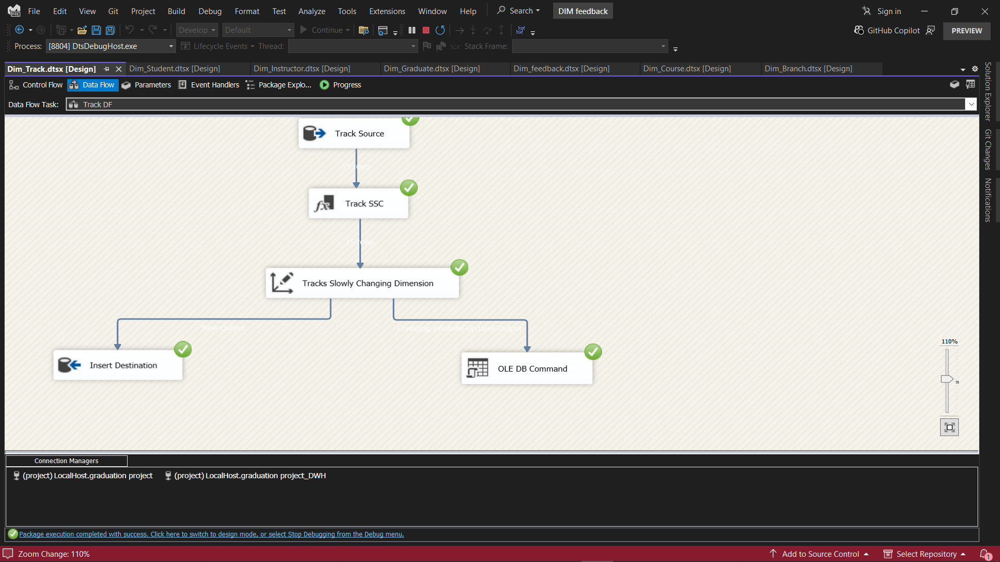 File Edit View Git Project Build Debug Format Test Analyze Tools Extensions Window Help Search DIM feedback Sign in
PRE
Develop Default Continue GitHub Copilot PREVIEW
Process: [8804] DtsDebugHost.exe Lifecycle Events Thread: Stack Frame:
Dim_Track.dtsx [Design] Dim_Student.dtsx [Design] Dim_Instructor.dtsx [Design] Dim_Graduate.dtsx [Design] Dim_feedback.dtsx [Design] Dim_Course.dtsx [Design] Dim_Branch.dtsx [Design]
Control Flow Data Flow Parameters Event Handlers Package Explo... Progress
Data Flow Task: Track DF
Solution Explorer
Git Changes
Notifications
Track Source
15 rows
Track SSC
15 rows
Tracks Slowly Changing Dimension
New Output
Changing Attribute Updates Output
Insert Destination
OLE DB Command
110%
Connection Managers
(project) LocalHost.graduation project (project) LocalHost.graduation project_DWH
Package execution completed with success. Click here to switch to design mode, or select Stop Debugging from the Debug menu.
Zoom Change: 110% Add to Source Control Select Repository 1